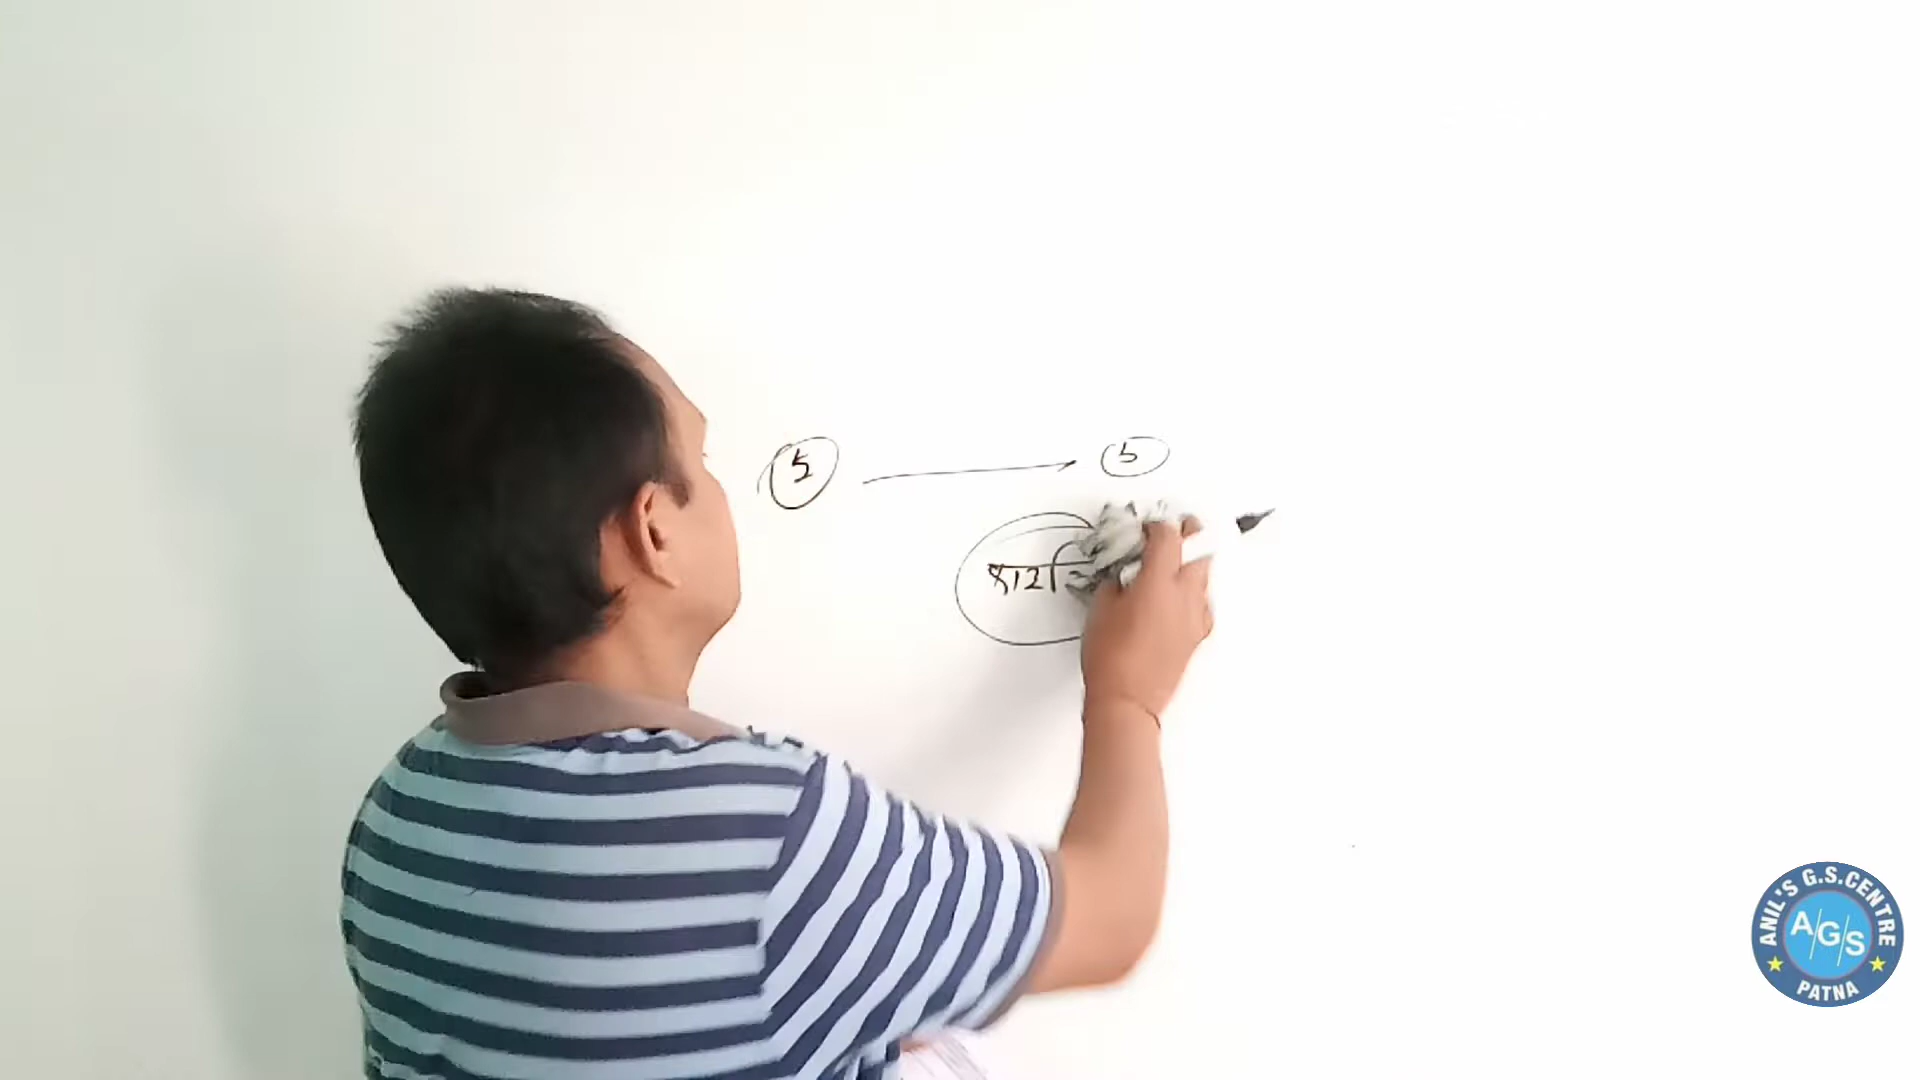 5 → 5
ANIL'S G.S.CENTRE
A/G/S
PATNA